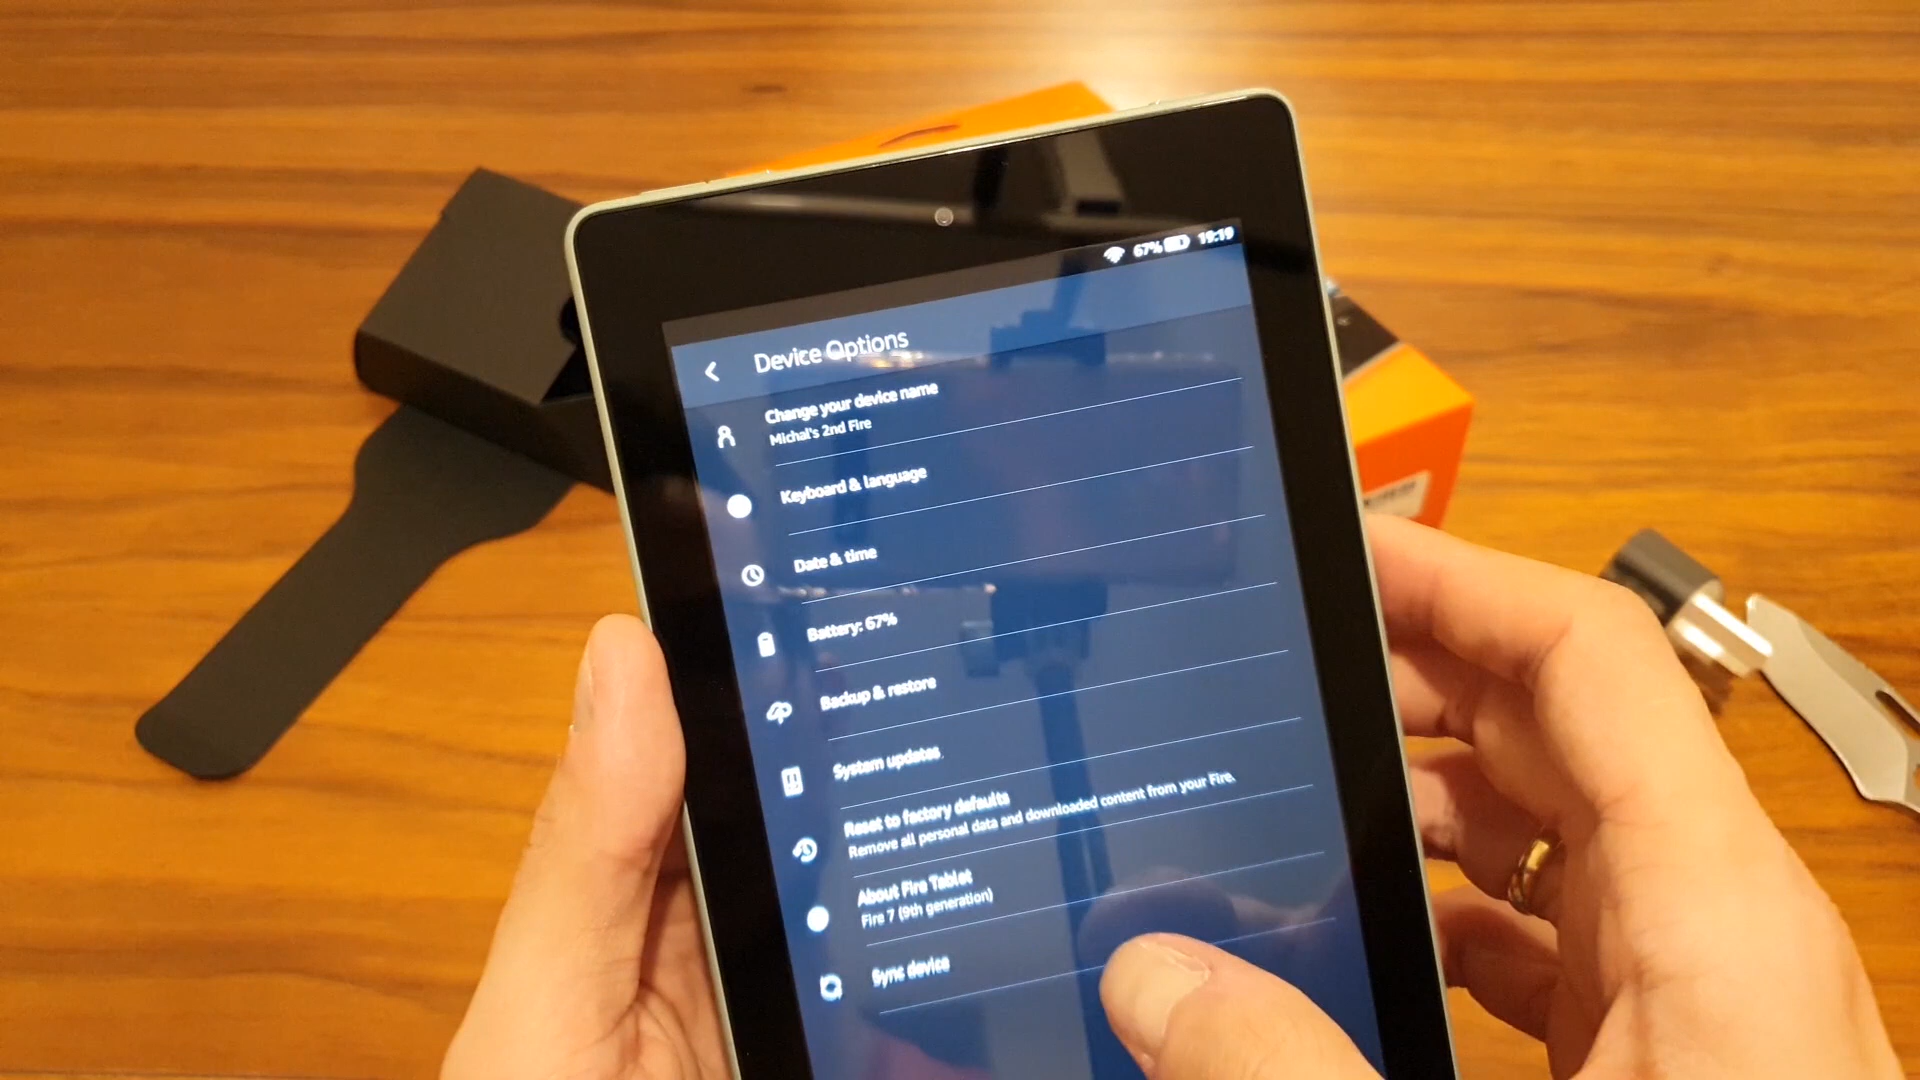 67% 19:19
Device Options
Change your device name
Michal's 2nd Fire
Keyboard & language
Date & time
Battery: 67%
Backup & restore
System updates
Reset to factory defaults
Remove all personal data and downloaded content from your Fire.
About Fire Tablet
Fire 7 (9th generation)
Sync device